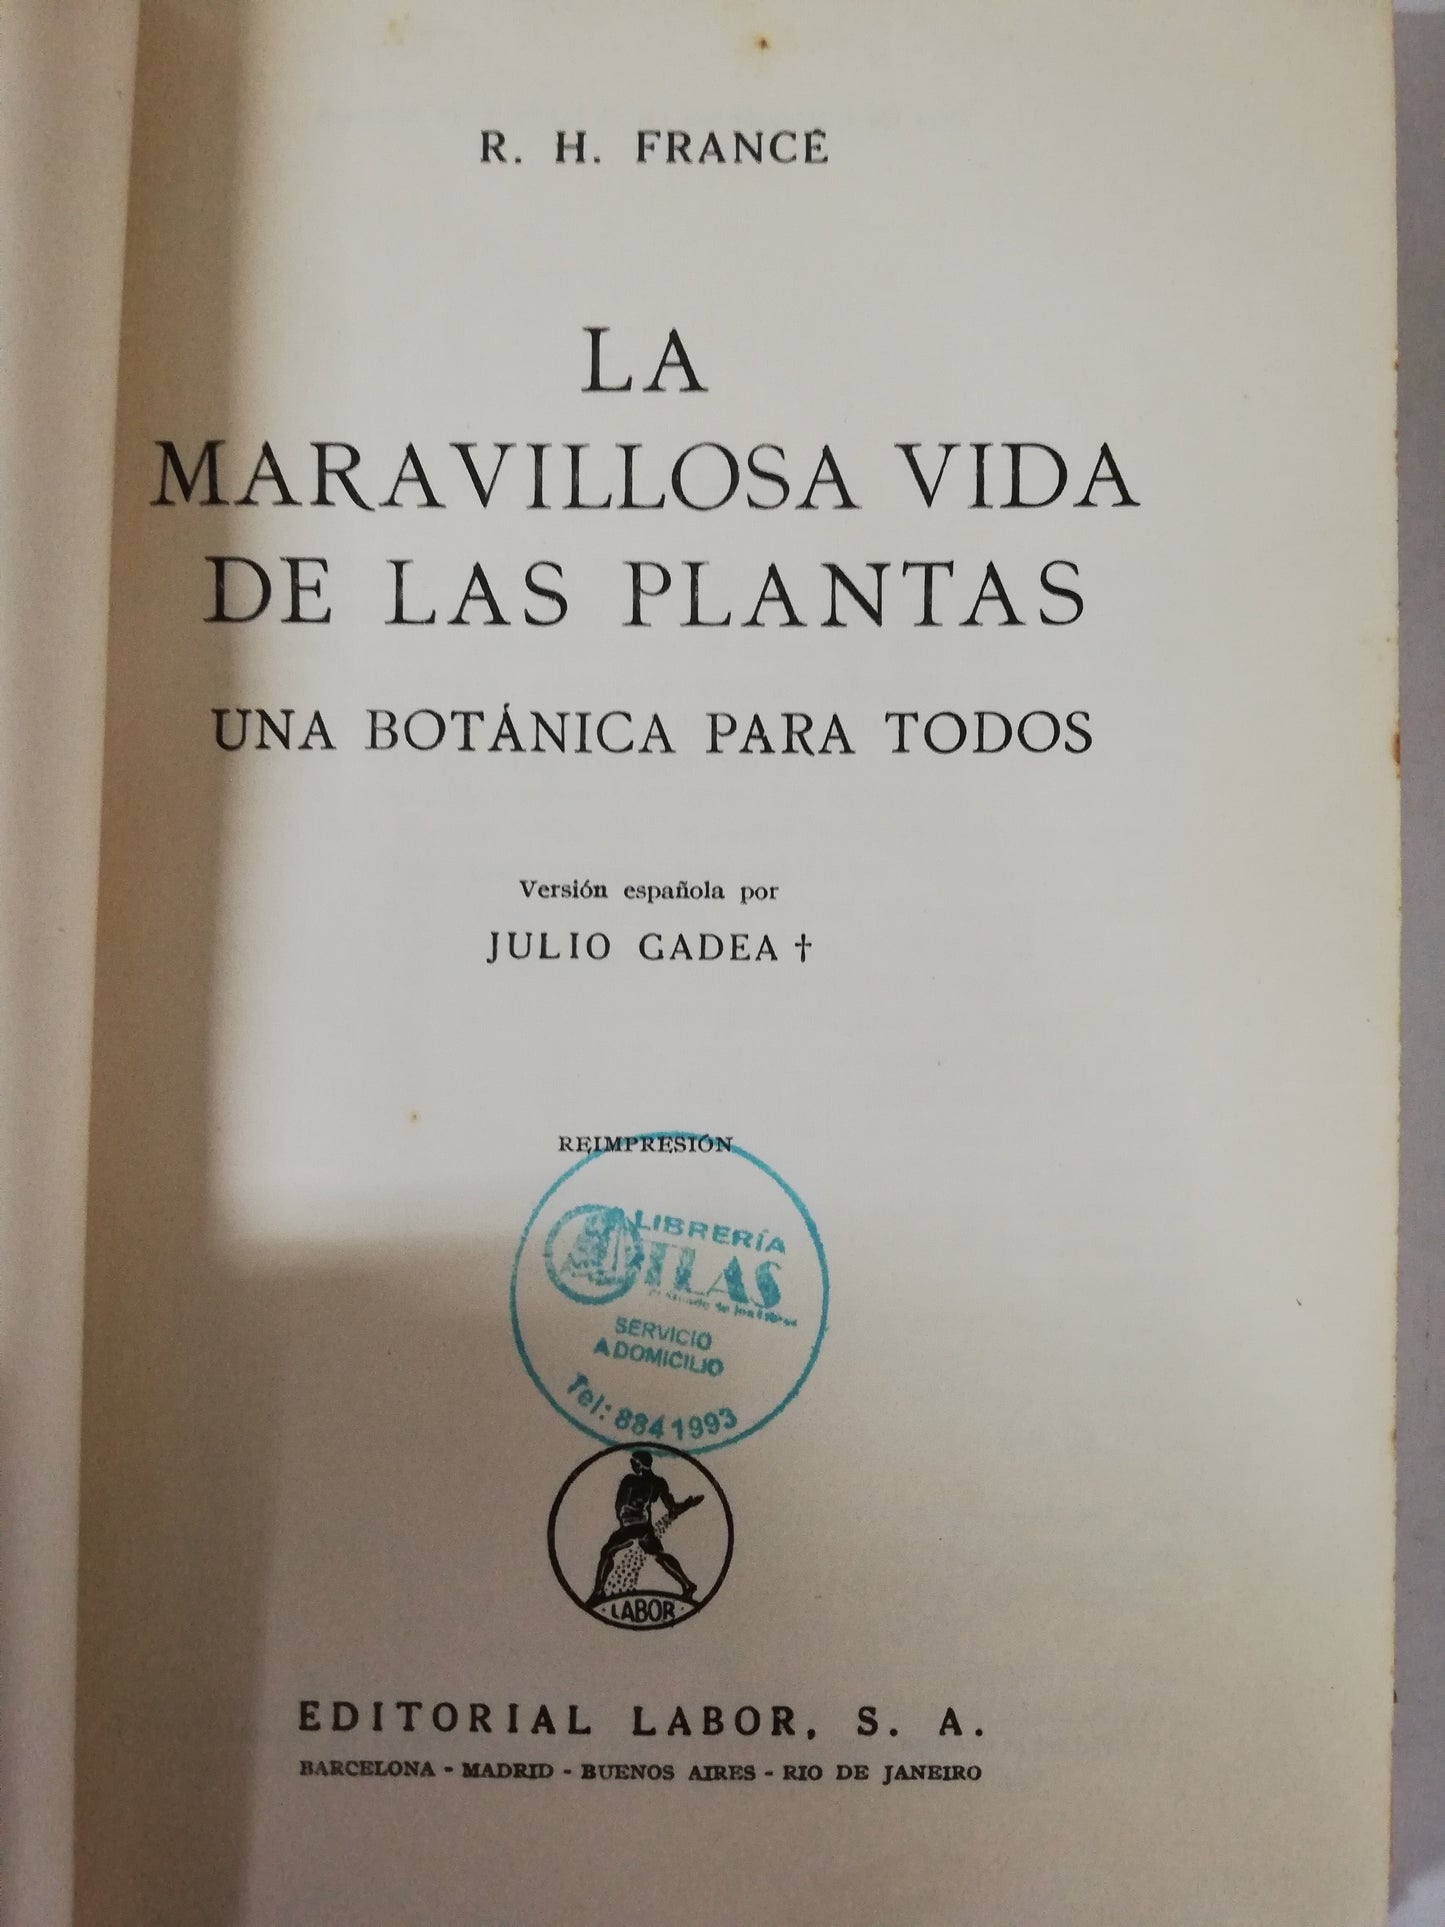 R. H. FRANCÉ
LA
MARAVILLOSA VIDA
DE LAS PLANTAS
UNA BOTÁNICA PARA TODOS
Versión española por
JULIO GADEA †
REIMPRESIÓN
LIBRERÍA
ATLAS
SERVICIO
A DOMICILIO
Tel: 884 1993
· LABOR ·
EDITORIAL LABOR, S. A.
BARCELONA - MADRID - BUENOS AIRES - RIO DE JANEIRO